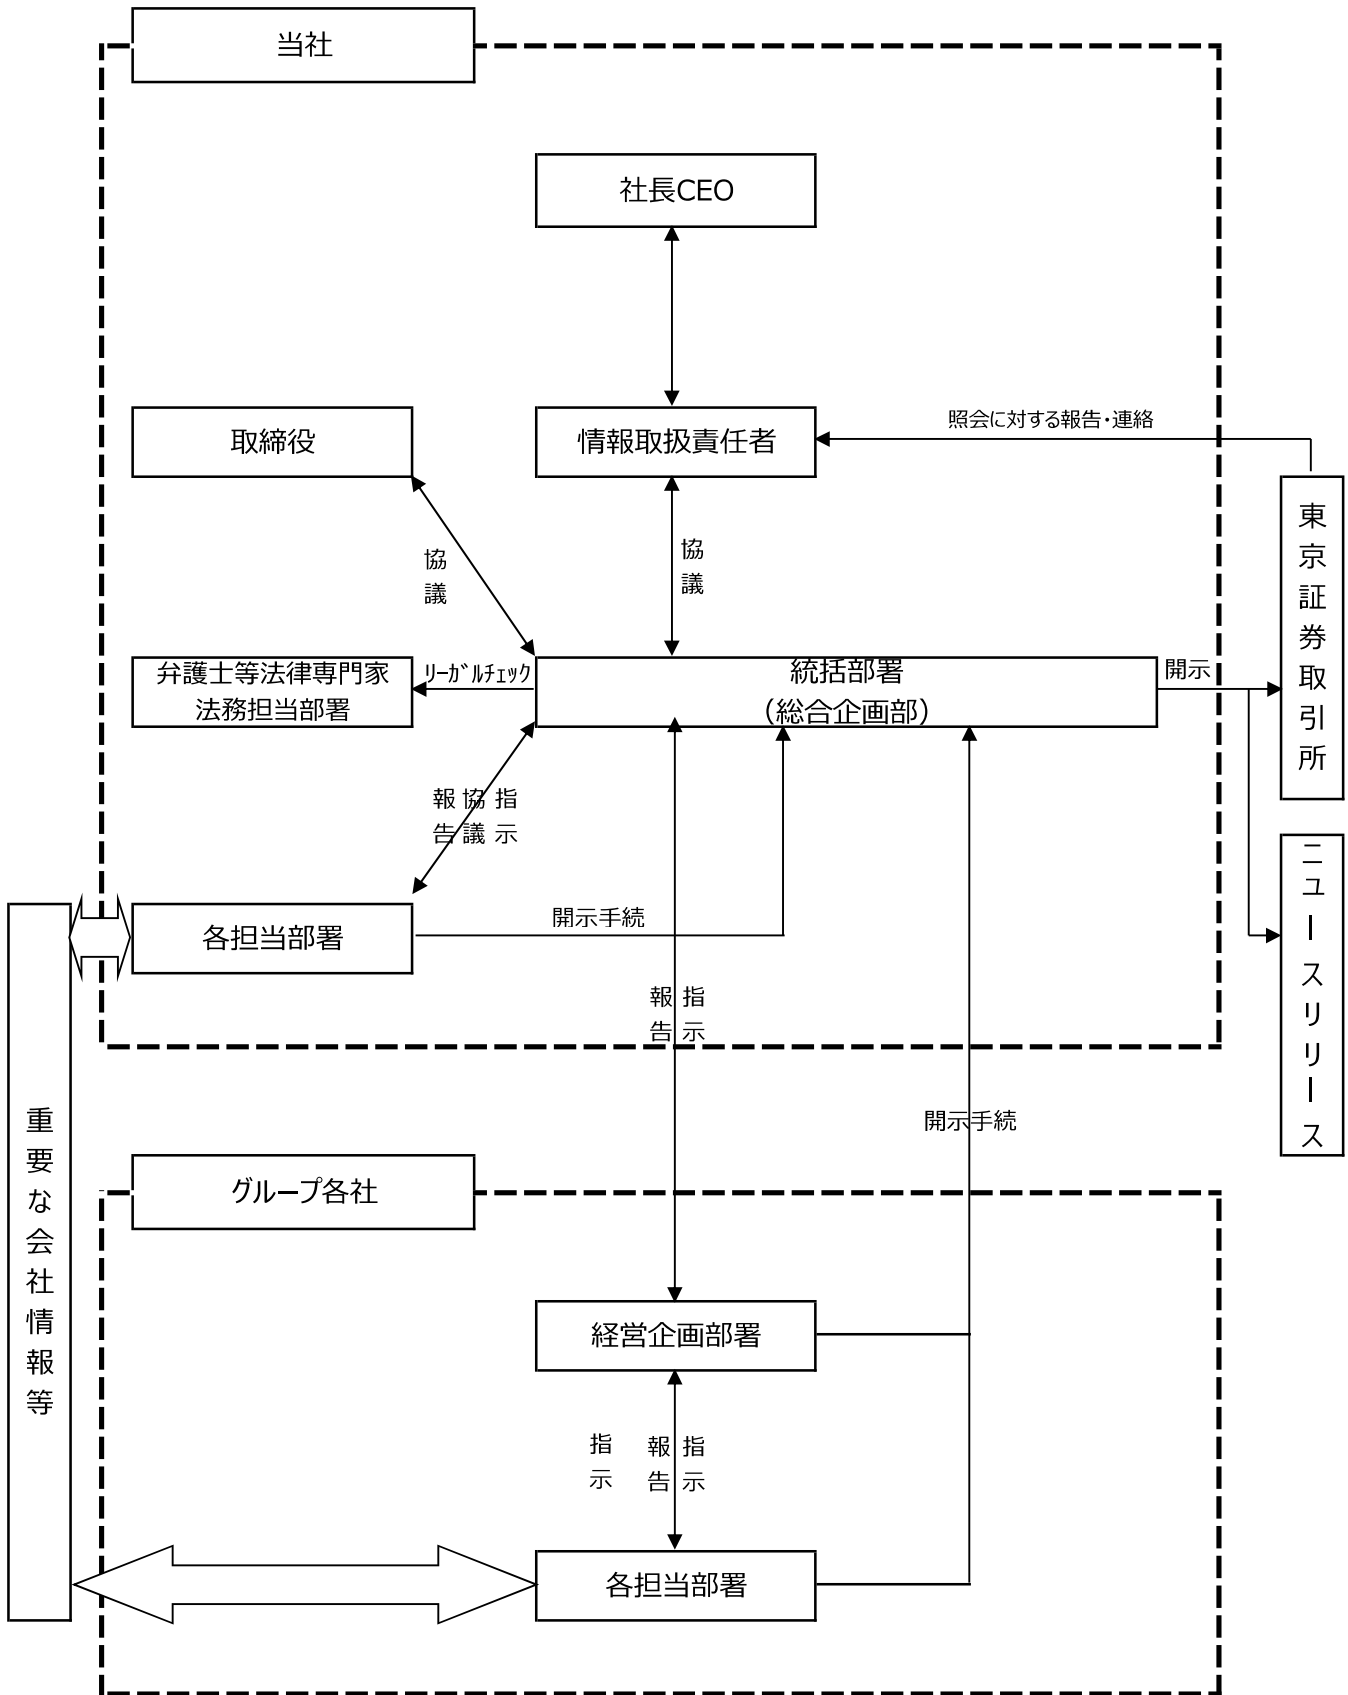 当社
社長CEO
取締役
情報取扱責任者
照会に対する報告・連絡
東京証券取引所
協議
協議
弁護士等法律専門家
法務担当部署
ﾘｰｶﾞﾙﾁｪｯｸ
統括部署
（総合企画部）
開示
報告
協議
指示
ニュースリリース
各担当部署
開示手続
報告
指示
重要な会社情報等
開示手続
グループ各社
経営企画部署
指示
報告
指示
各担当部署